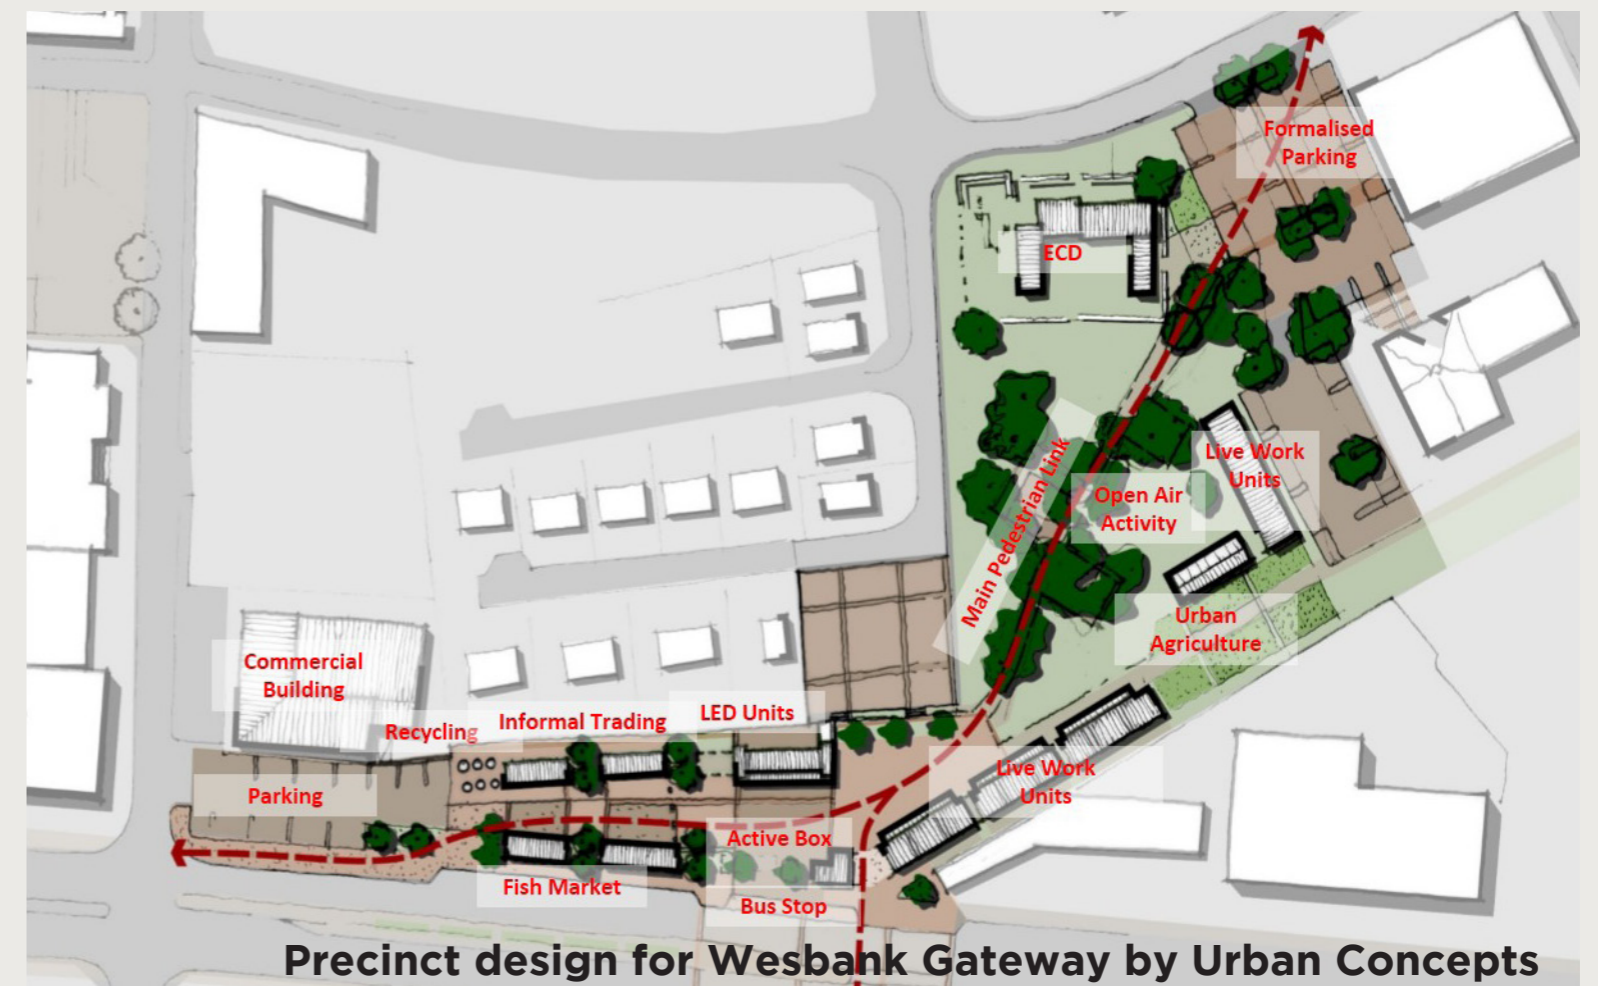 Formalised
Parking
ECD
Live Work
Units
Main Pedestrian Link
Open Air
Activity
Urban
Agriculture
Commercial
Building
Recycling
Informal Trading
LED Units
Live Work
Units
Parking
Active Box
Fish Market
Bus Stop
Precinct design for Wesbank Gateway by Urban Concepts